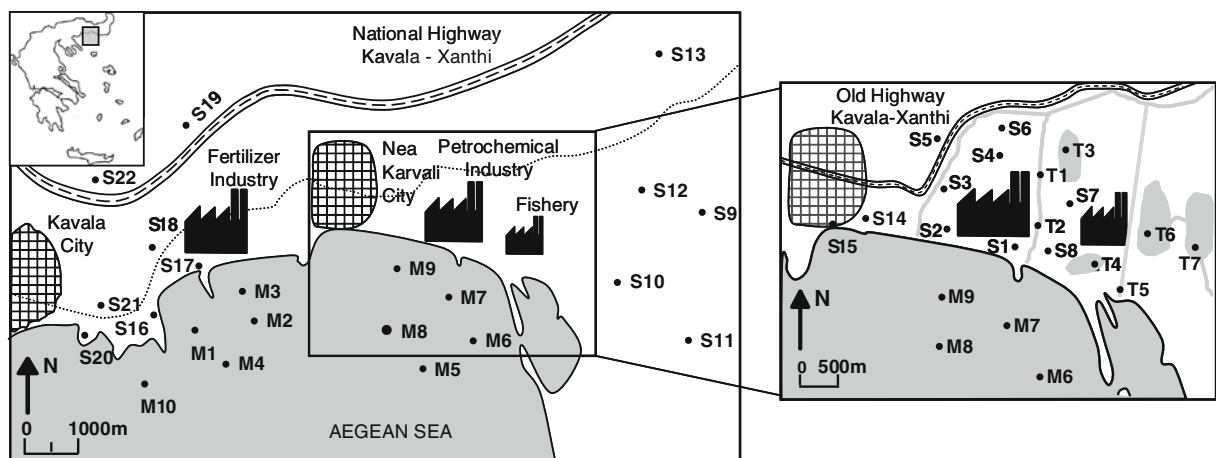 National Highway
Kavala - Xanthi
S13
S19
Fertilizer
Industry
Nea
Karvali
City
Petrochemical
Industry
S22
S12
Fishery
S9
Kavala
City
S18
S17
M9
S10
M3
M7
S21
S16
M2
M8
S20
M1
M6
S11
M4
M5
N
M10
0 1000m
AEGEAN SEA
Old Highway
Kavala-Xanthi
S6
S5
S4
T3
T1
S3
S7
S14
S2
T2
T6
S15
S1
S8
T7
T4
T5
N
M9
M7
M8
0 500m
M6